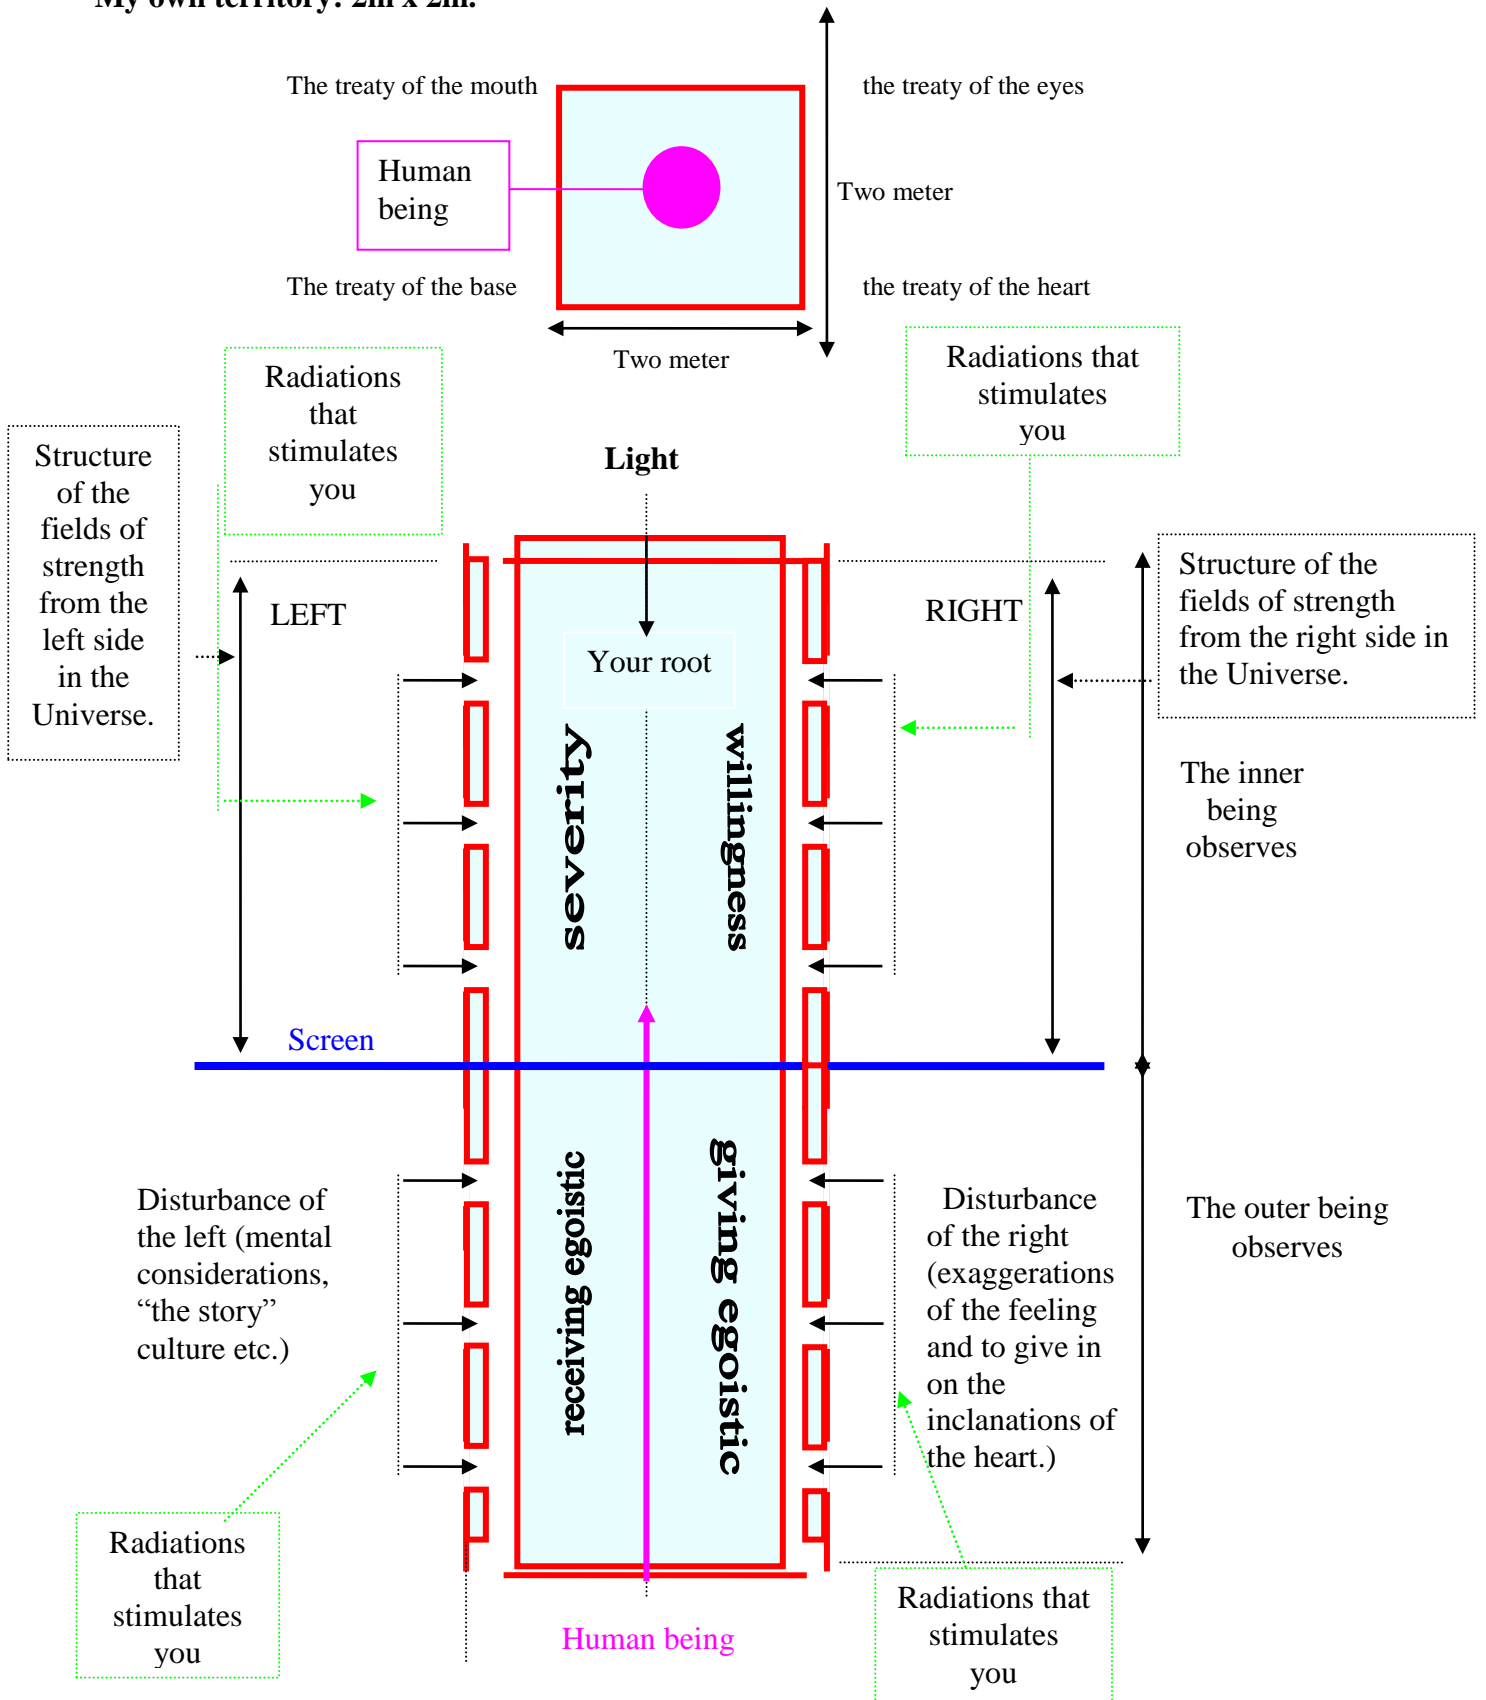 My own territory: 2m x 2m.
The treaty of the mouth
the treaty of the eyes
Human
being
Two meter
The treaty of the base
the treaty of the heart
Two meter
Radiations
that
stimulates
you
Radiations that
stimulates
you
Structure
of the
fields of
strength
from the
left side
in the
Universe.
Light
LEFT
RIGHT
Structure of the
fields of strength
from the right side in
the Universe.
Your root
severity
willingness
The inner
being
observes
Screen
receiving egoistic
giving egoistic
Disturbance of
the left (mental
considerations,
“the story”
culture etc.)
Disturbance
of the right
(exaggerations
of the feeling
and to give in
on the
inclanations of
the heart.)
The outer being
observes
Radiations
that
stimulates
you
Human being
Radiations that
stimulates
you